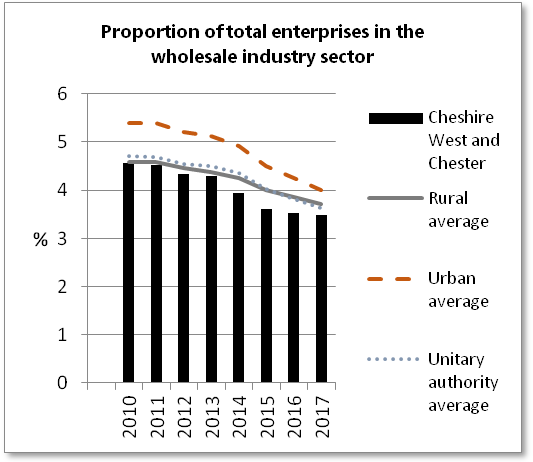 Proportion of total enterprises in the
wholesale industry sector
6
5
4
3
2
1
0
%
2010
2011
2012
2013
2014
2015
2016
2017
Cheshire
West and
Chester
Rural
average
Urban
average
Unitary
authority
average